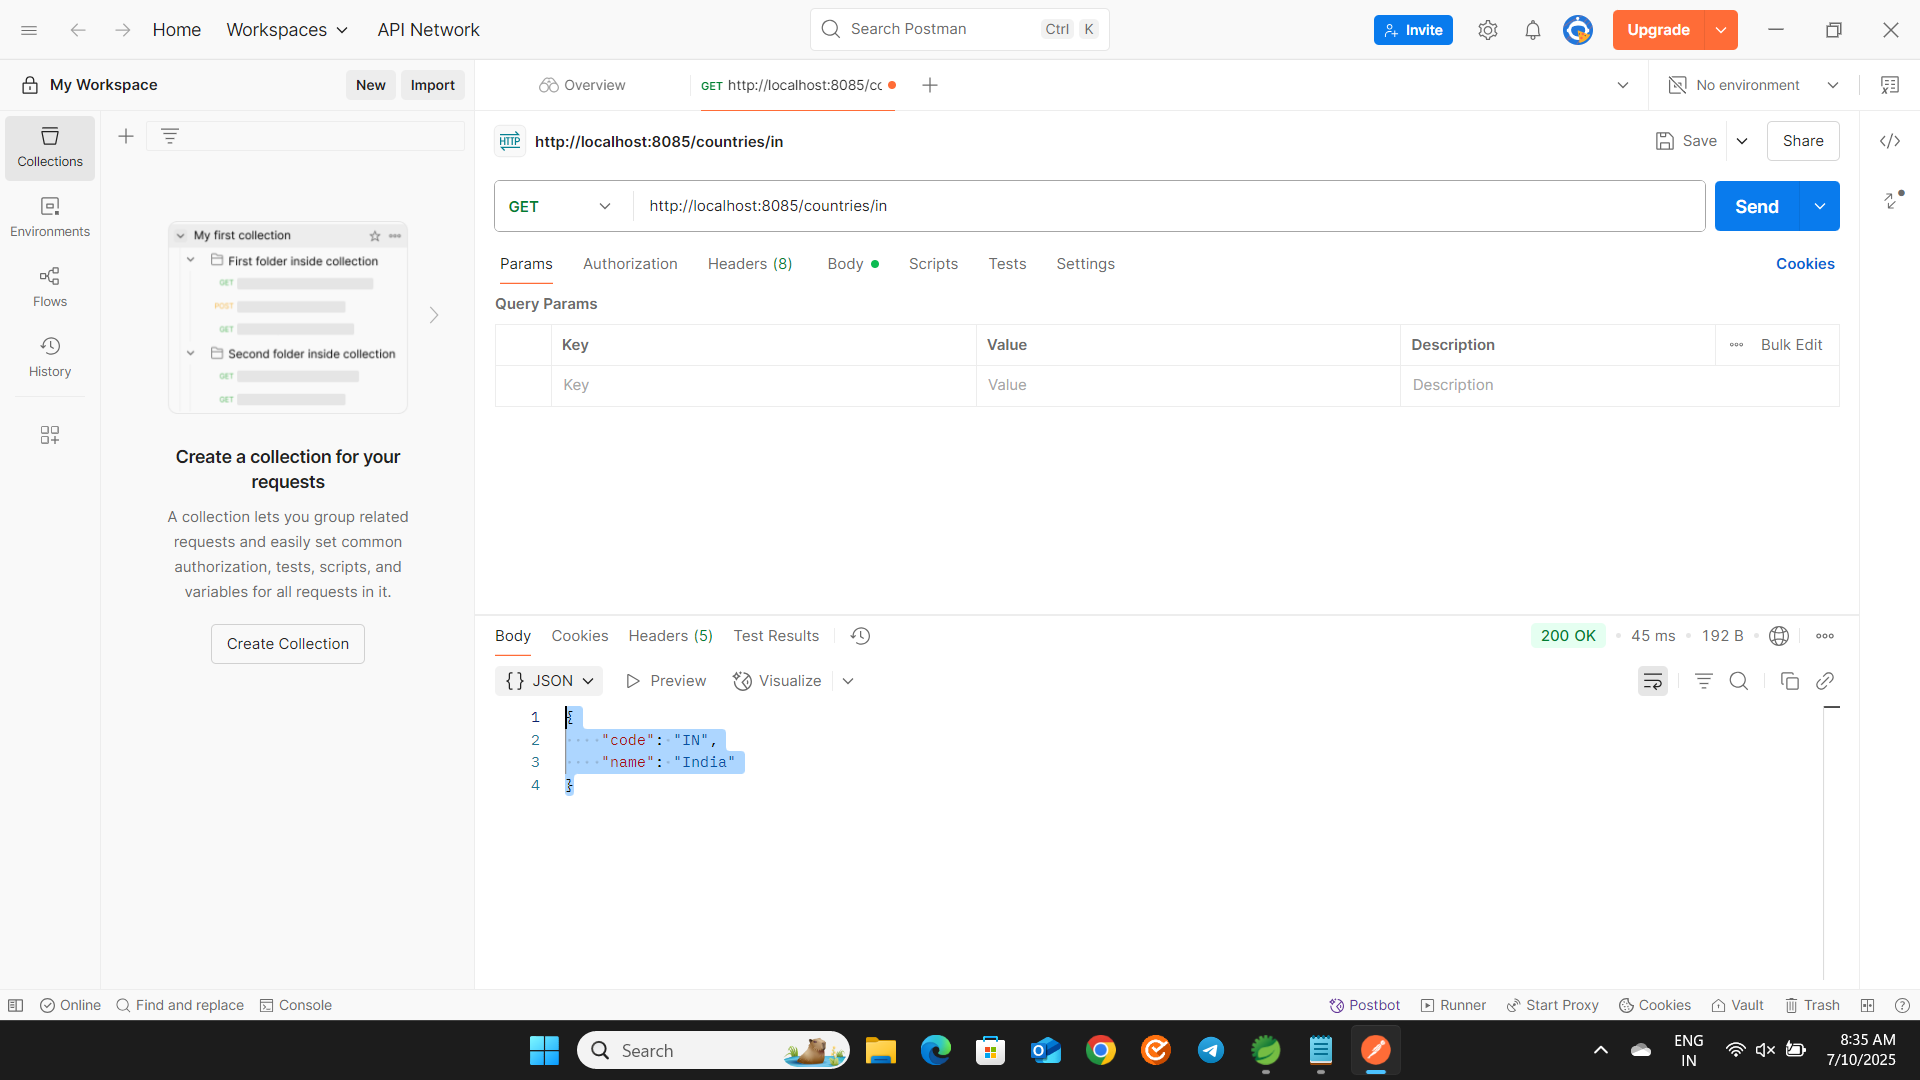 Home
Workspaces
API Network
Search Postman
Ctrl
K
Invite
Upgrade
My Workspace
New
Import
Overview
GET http://localhost:8085/cc
No environment
Collections
Environments
Flows
History
My first collection
First folder inside collection
GET
POST
GET
Second folder inside collection
GET
GET
Create a collection for your
requests
A collection lets you group related
requests and easily set common
authorization, tests, scripts, and
variables for all requests in it.
Create Collection
HTTP
http://localhost:8085/countries/in
Save
Share
GET
http://localhost:8085/countries/in
Send
Params
Authorization
Headers (8)
Body
Scripts
Tests
Settings
Cookies
Query Params
Key
Value
Description
Bulk Edit
Key
Value
Description
Body
Cookies
Headers (5)
Test Results
200 OK
45 ms
192 B
{} JSON
Preview
Visualize
1 {
2 "code": "IN",
3 "name": "India"
4 }
Online
Find and replace
Console
Postbot
Runner
Start Proxy
Cookies
Vault
Trash
Search
ENG
IN
8:35 AM
7/10/2025